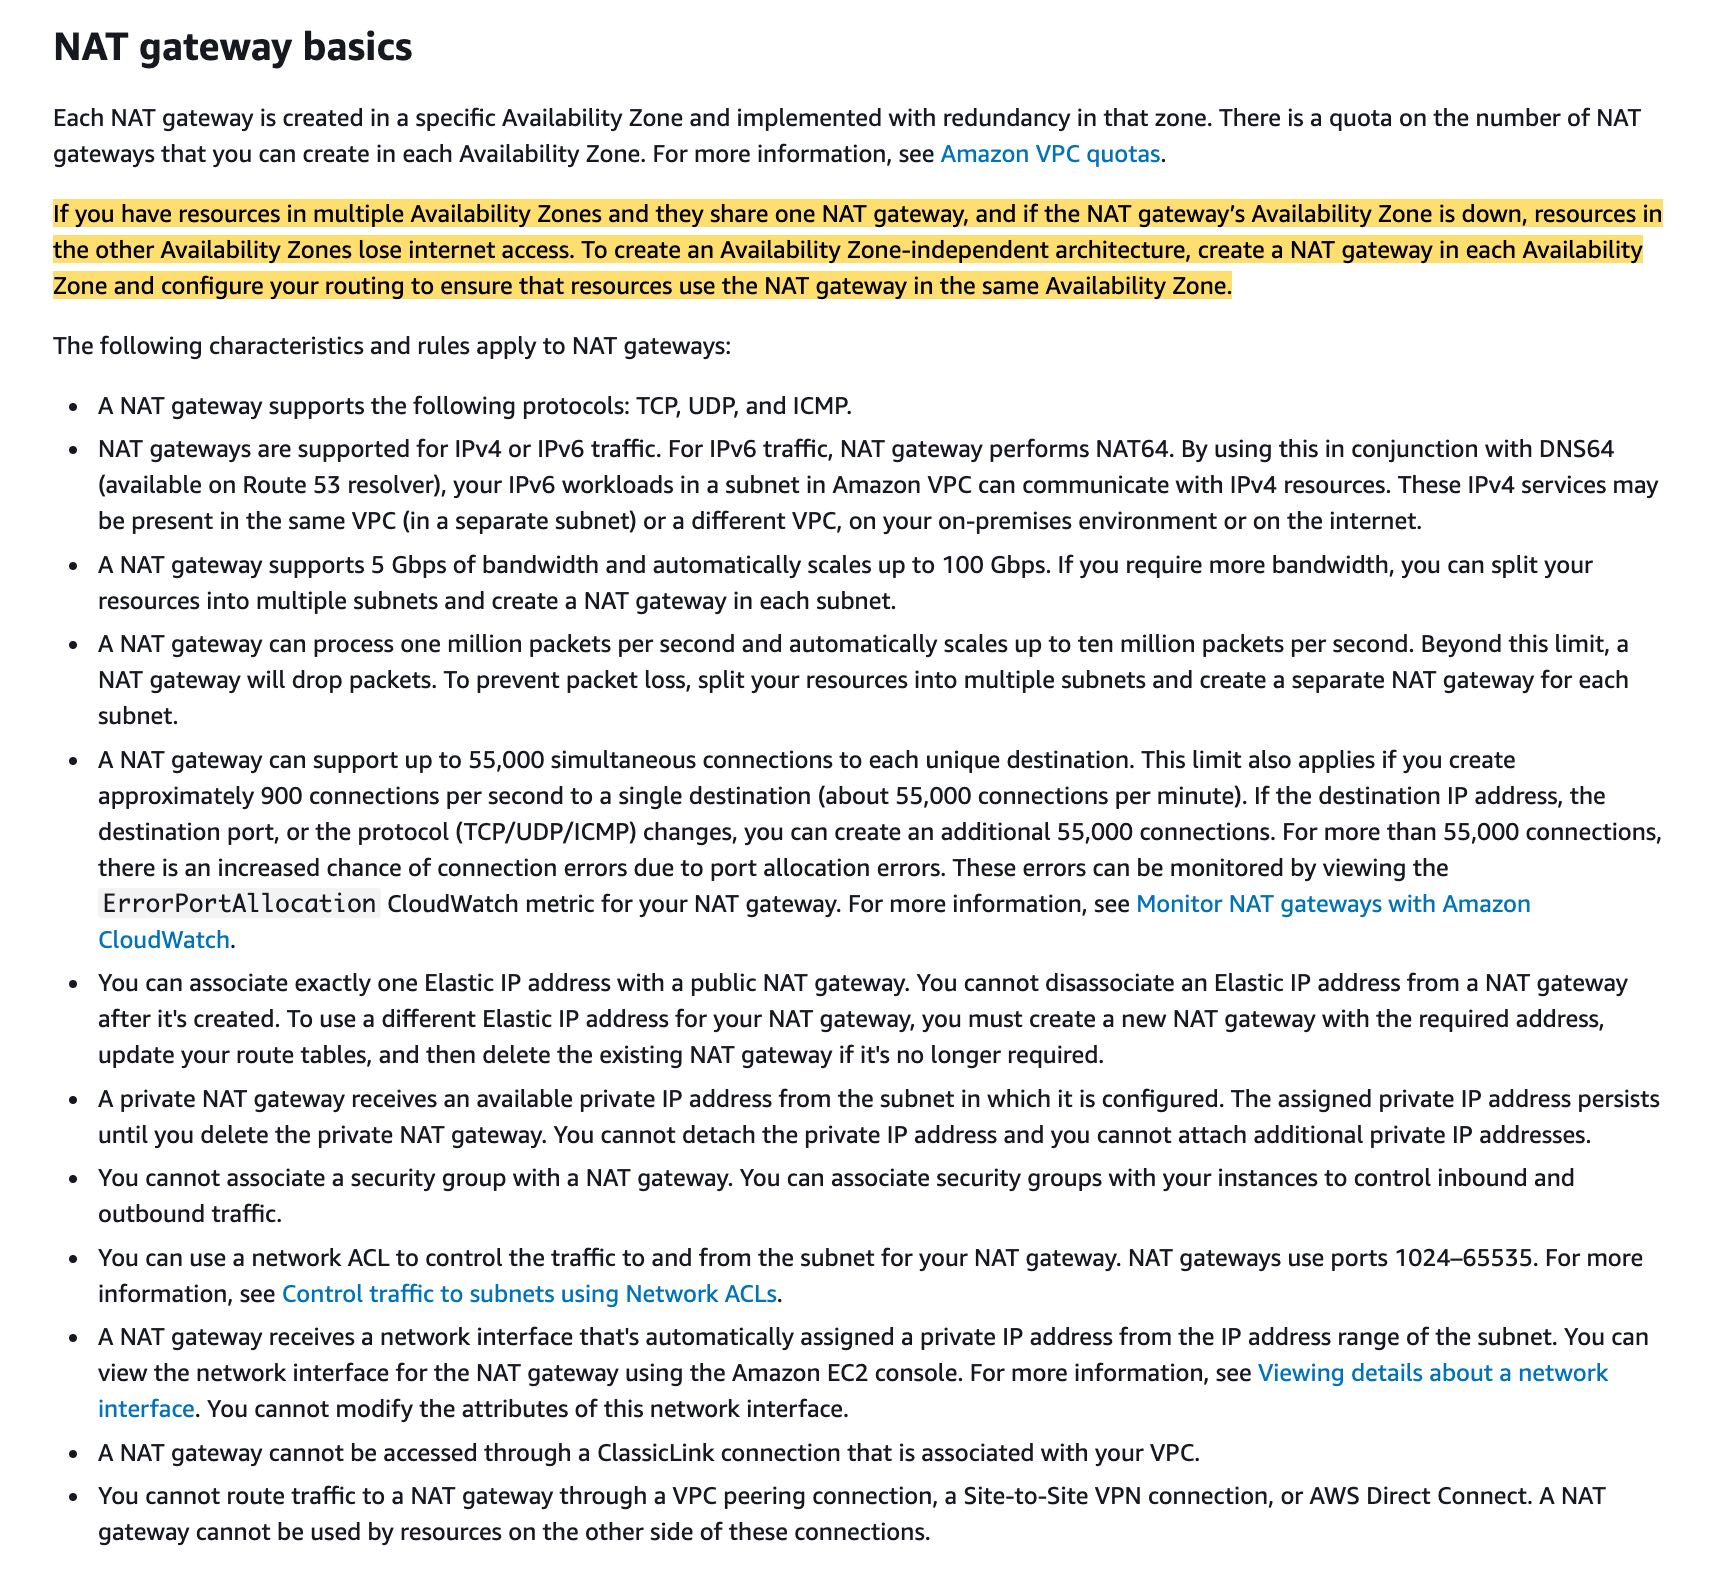 NAT gateway basics
Each NAT gateway is created in a specific Availability Zone and implemented with redundancy in that zone. There is a quota on the number of NAT
gateways that you can create in each Availability Zone. For more information, see Amazon VPC quotas.
If you have resources in multiple Availability Zones and they share one NAT gateway, and if the NAT gateway’s Availability Zone is down, resources in
the other Availability Zones lose internet access. To create an Availability Zone-independent architecture, create a NAT gateway in each Availability
Zone and configure your routing to ensure that resources use the NAT gateway in the same Availability Zone.
The following characteristics and rules apply to NAT gateways:
• A NAT gateway supports the following protocols: TCP, UDP, and ICMP.
• NAT gateways are supported for IPv4 or IPv6 traffic. For IPv6 traffic, NAT gateway performs NAT64. By using this in conjunction with DNS64
(available on Route 53 resolver), your IPv6 workloads in a subnet in Amazon VPC can communicate with IPv4 resources. These IPv4 services may
be present in the same VPC (in a separate subnet) or a different VPC, on your on-premises environment or on the internet.
• A NAT gateway supports 5 Gbps of bandwidth and automatically scales up to 100 Gbps. If you require more bandwidth, you can split your
resources into multiple subnets and create a NAT gateway in each subnet.
• A NAT gateway can process one million packets per second and automatically scales up to ten million packets per second. Beyond this limit, a
NAT gateway will drop packets. To prevent packet loss, split your resources into multiple subnets and create a separate NAT gateway for each
subnet.
• A NAT gateway can support up to 55,000 simultaneous connections to each unique destination. This limit also applies if you create
approximately 900 connections per second to a single destination (about 55,000 connections per minute). If the destination IP address, the
destination port, or the protocol (TCP/UDP/ICMP) changes, you can create an additional 55,000 connections. For more than 55,000 connections,
there is an increased chance of connection errors due to port allocation errors. These errors can be monitored by viewing the
ErrorPortAllocation CloudWatch metric for your NAT gateway. For more information, see Monitor NAT gateways with Amazon
CloudWatch.
• You can associate exactly one Elastic IP address with a public NAT gateway. You cannot disassociate an Elastic IP address from a NAT gateway
after it's created. To use a different Elastic IP address for your NAT gateway, you must create a new NAT gateway with the required address,
update your route tables, and then delete the existing NAT gateway if it's no longer required.
• A private NAT gateway receives an available private IP address from the subnet in which it is configured. The assigned private IP address persists
until you delete the private NAT gateway. You cannot detach the private IP address and you cannot attach additional private IP addresses.
• You cannot associate a security group with a NAT gateway. You can associate security groups with your instances to control inbound and
outbound traffic.
• You can use a network ACL to control the traffic to and from the subnet for your NAT gateway. NAT gateways use ports 1024–65535. For more
information, see Control traffic to subnets using Network ACLs.
• A NAT gateway receives a network interface that's automatically assigned a private IP address from the IP address range of the subnet. You can
view the network interface for the NAT gateway using the Amazon EC2 console. For more information, see Viewing details about a network
interface. You cannot modify the attributes of this network interface.
• A NAT gateway cannot be accessed through a ClassicLink connection that is associated with your VPC.
• You cannot route traffic to a NAT gateway through a VPC peering connection, a Site-to-Site VPN connection, or AWS Direct Connect. A NAT
gateway cannot be used by resources on the other side of these connections.